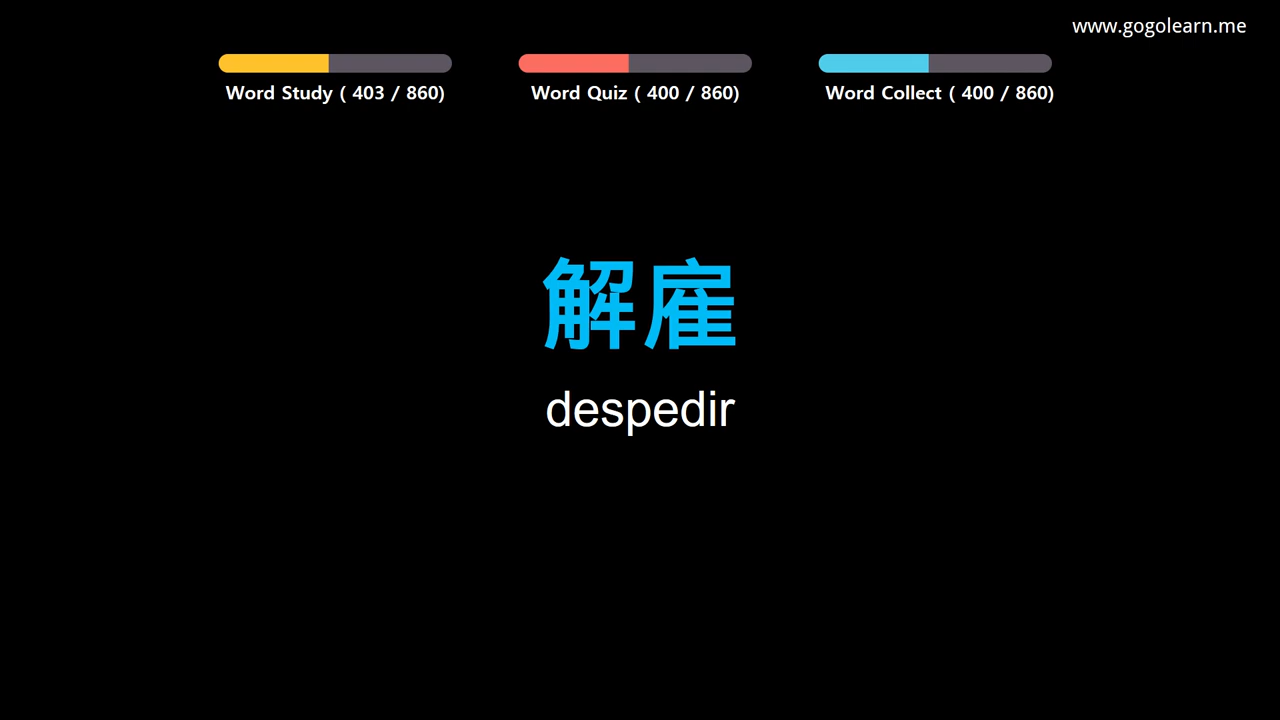 www.gogolearn.me
Word Study ( 403 / 860)
Word Quiz ( 400 / 860)
Word Collect ( 400 / 860)
解雇
despedir